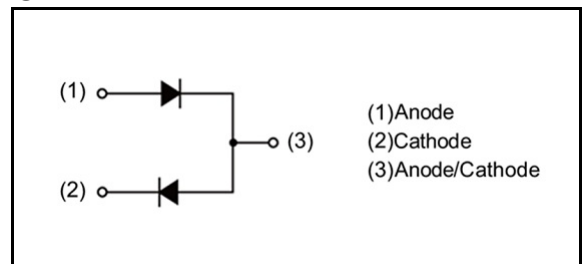 (1)
(1)Anode
(3)
(2)Cathode
(3)Anode/Cathode
(2)